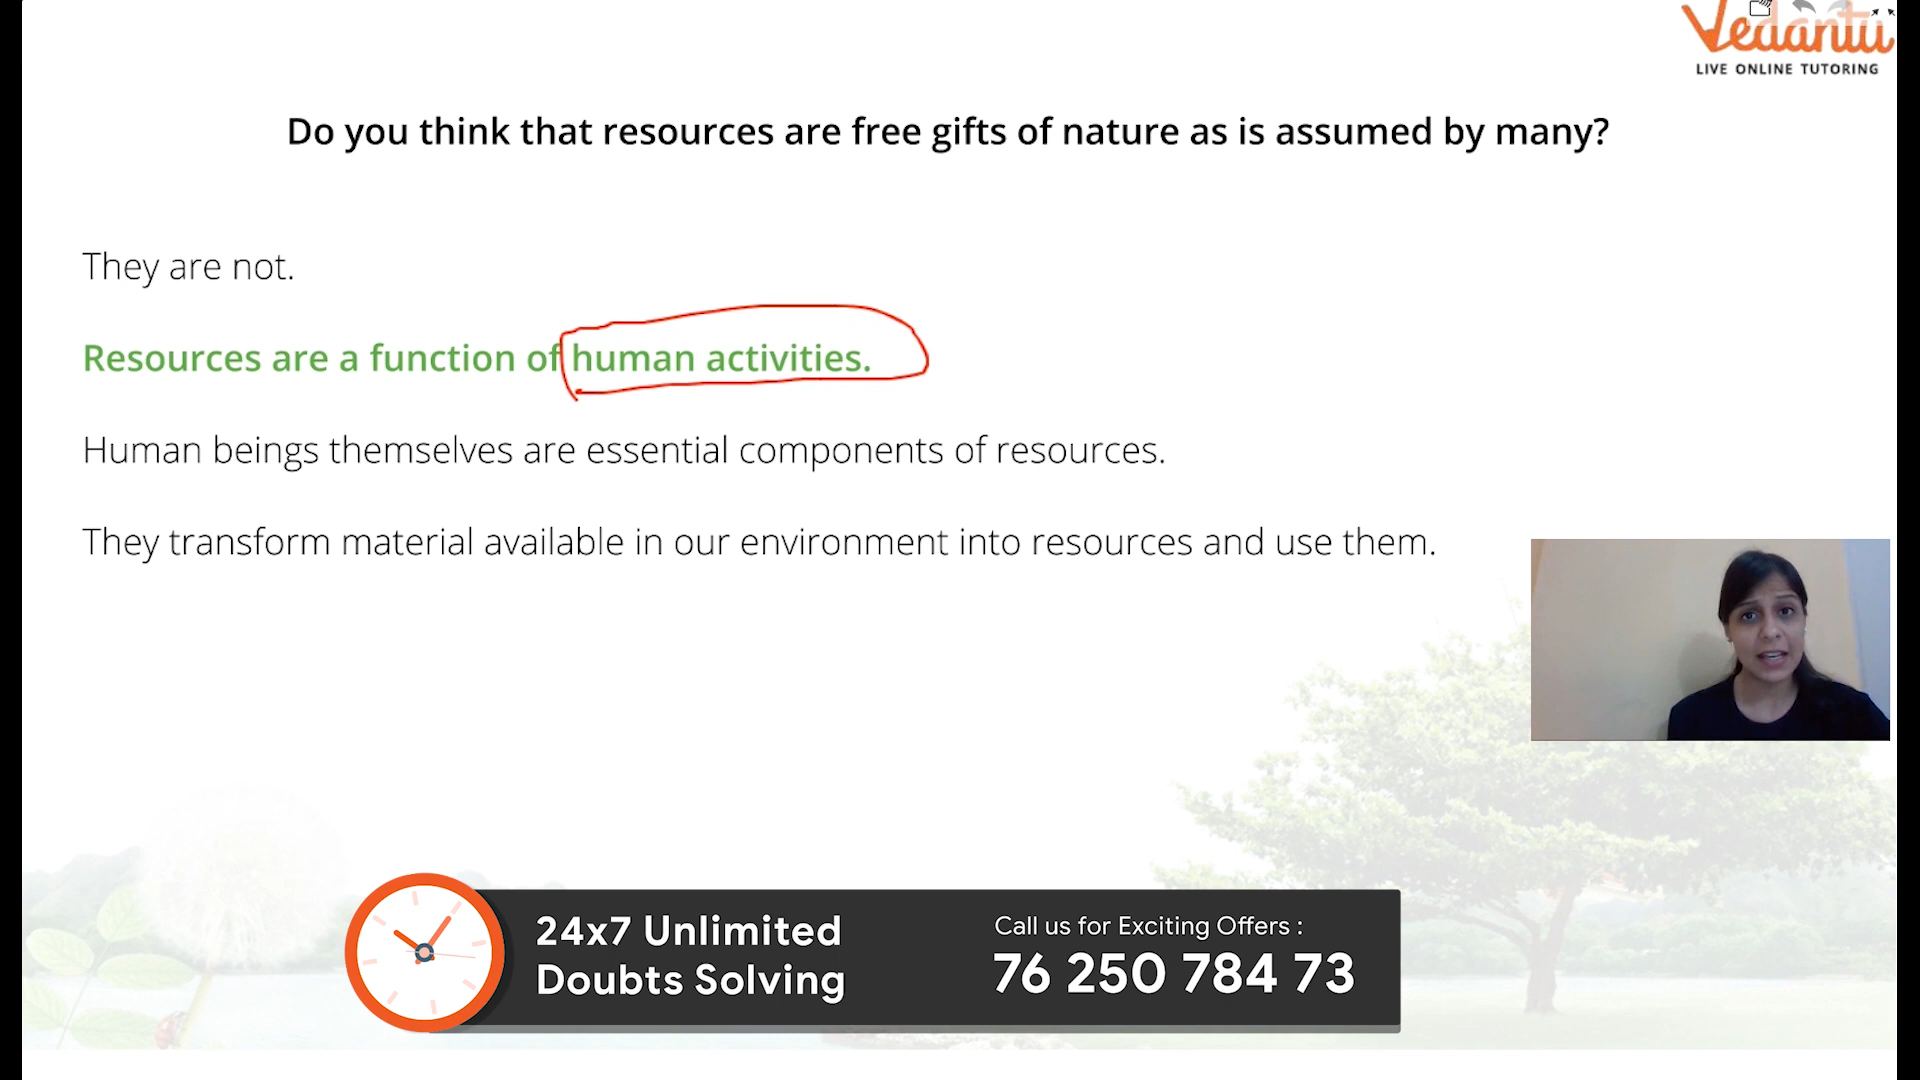 Vedantu
LIVE ONLINE TUTORING
Do you think that resources are free gifts of nature as is assumed by many?
They are not.
Resources are a function of human activities.
Human beings themselves are essential components of resources.
They transform material available in our environment into resources and use them.
24x7 Unlimited
Doubts Solving
Call us for Exciting Offers :
76 250 784 73